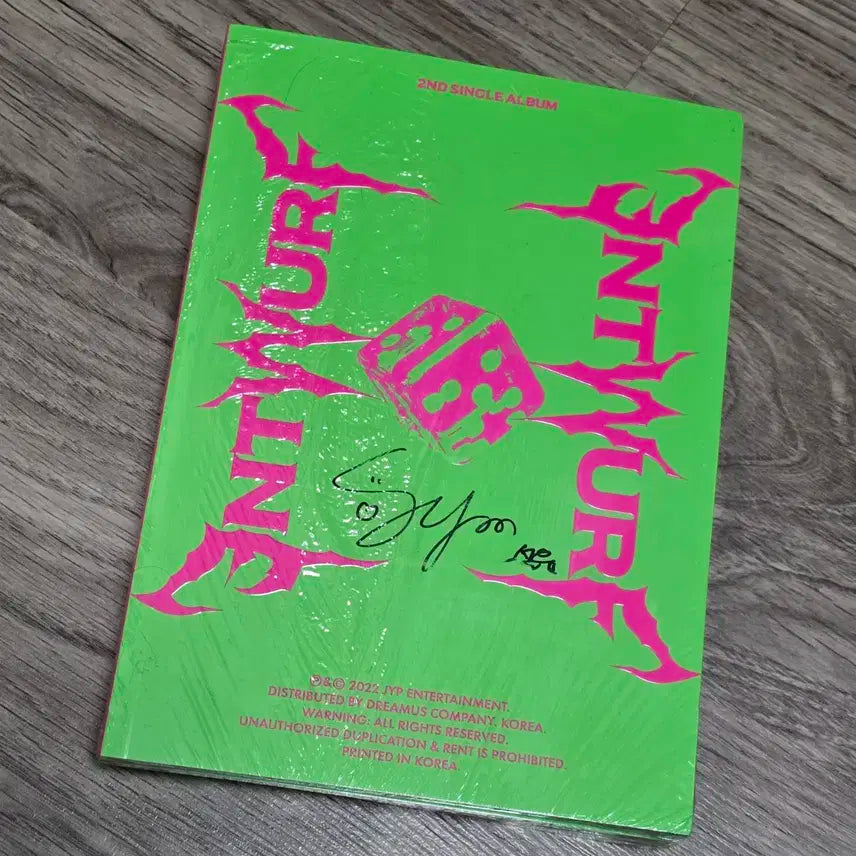 2ND SINGLE ALBUM
ENTWURF
ENTWURF
Ⓟ&© 2022 JYP ENTERTAINMENT.
DISTRIBUTED BY DREAMUS COMPANY. KOREA.
WARNING: ALL RIGHTS RESERVED.
UNAUTHORIZED DUPLICATION & RENT IS PROHIBITED.
PRINTED IN KOREA.